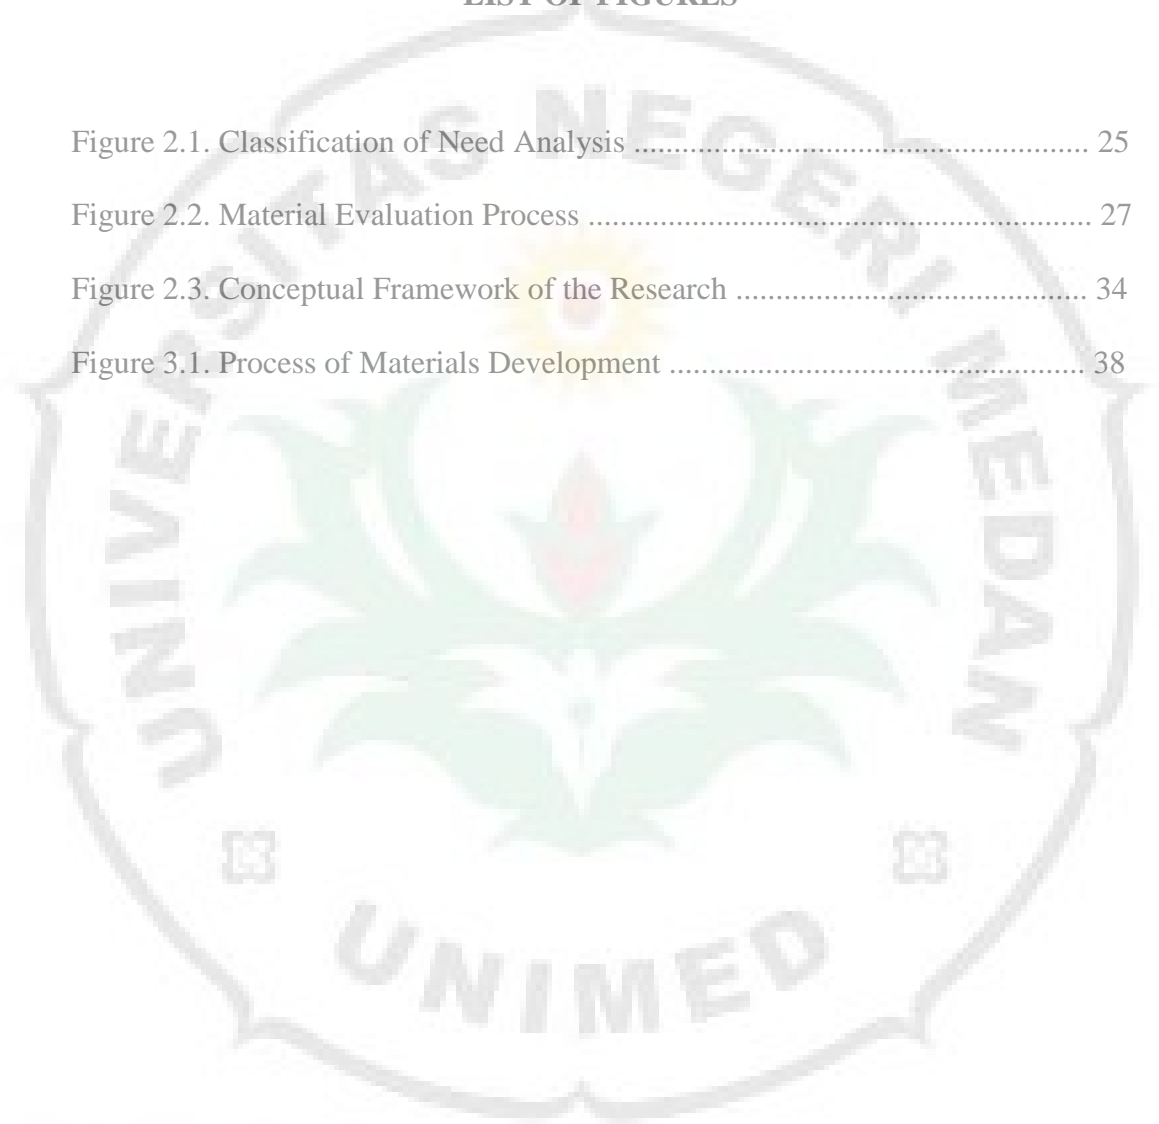 LIST OF FIGURES
Figure 2.1. Classification of Need Analysis ........................................................ 25
Figure 2.2. Material Evaluation Process .............................................................. 27
Figure 2.3. Conceptual Framework of the Research ........................................... 34
Figure 3.1. Process of Materials Development .................................................... 38
UNIVERSITAS NEGERI MEDAN
UNIMED